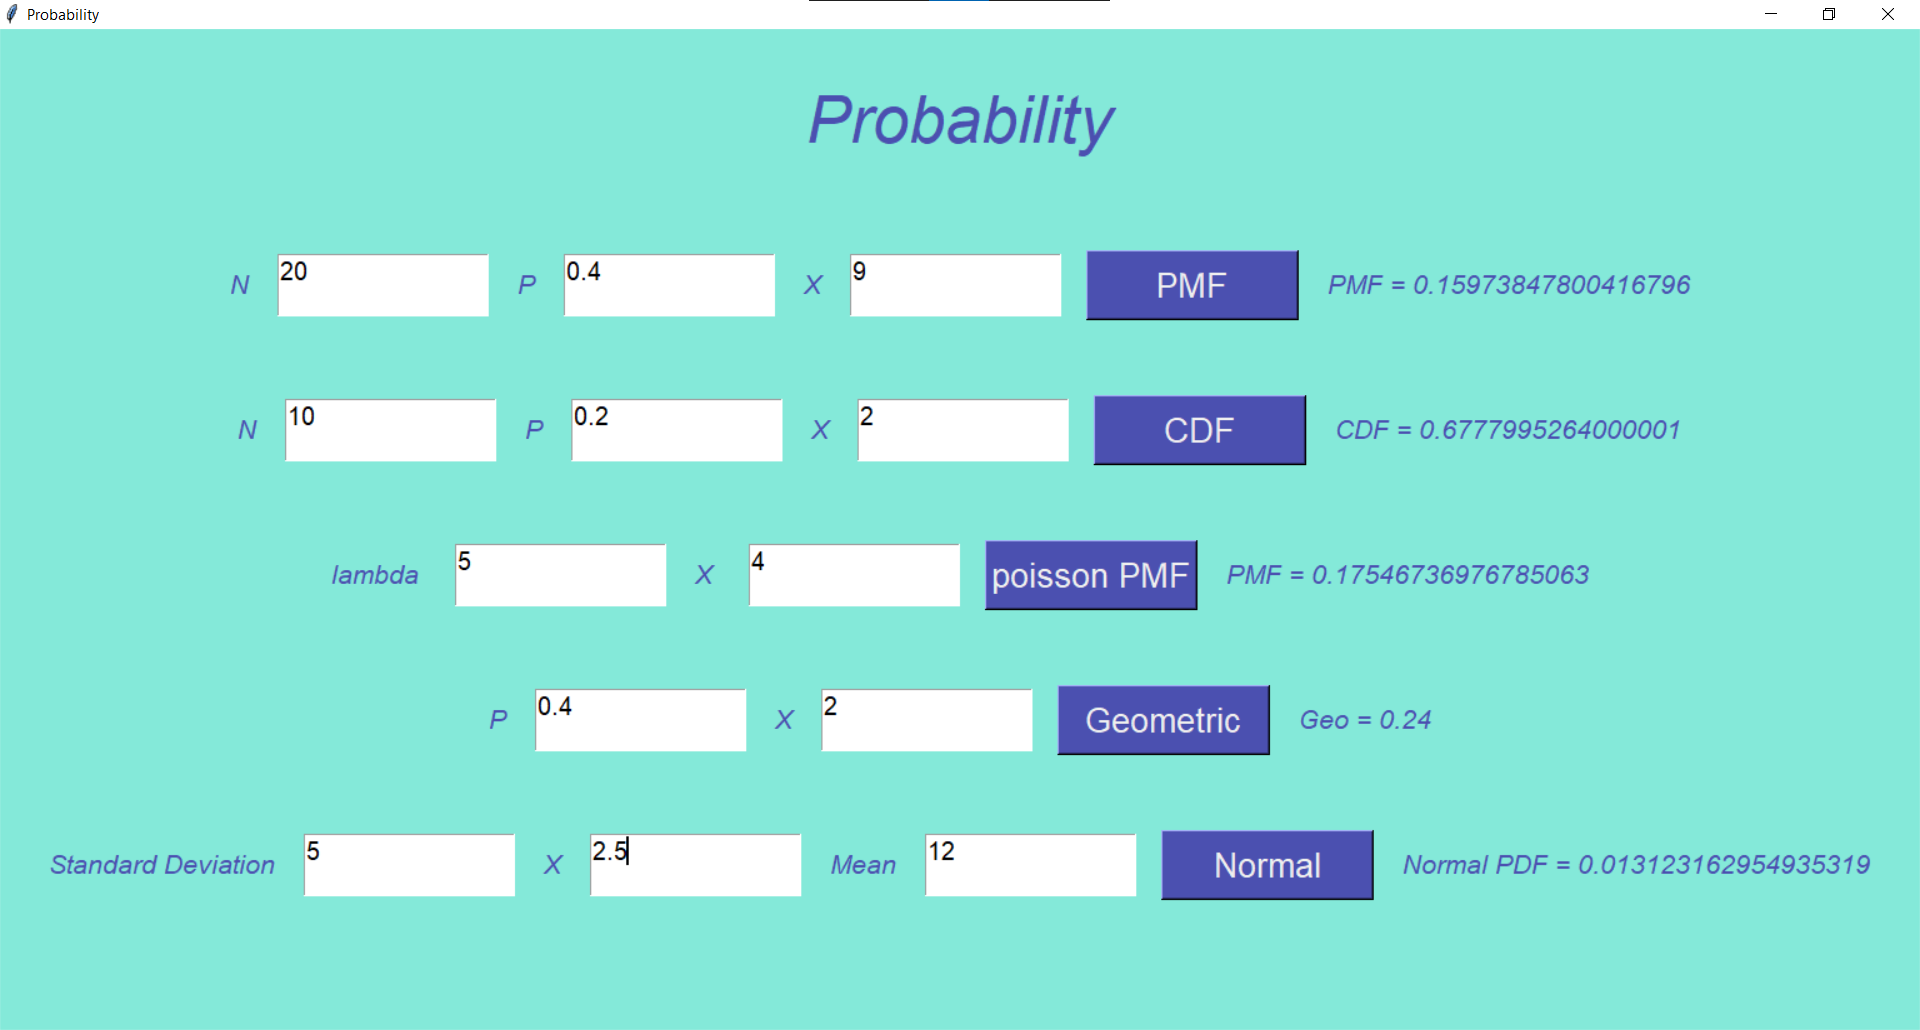 Probability
Probability
N 20 P 0.4 X 9 PMF PMF = 0.15973847800416796
N 10 P 0.2 X 2 CDF CDF = 0.6777995264000001
lambda 5 X 4 poisson PMF PMF = 0.17546736976785063
P 0.4 X 2 Geometric Geo = 0.24
Standard Deviation 5 X 2.5 Mean 12 Normal Normal PDF = 0.013123162954935319